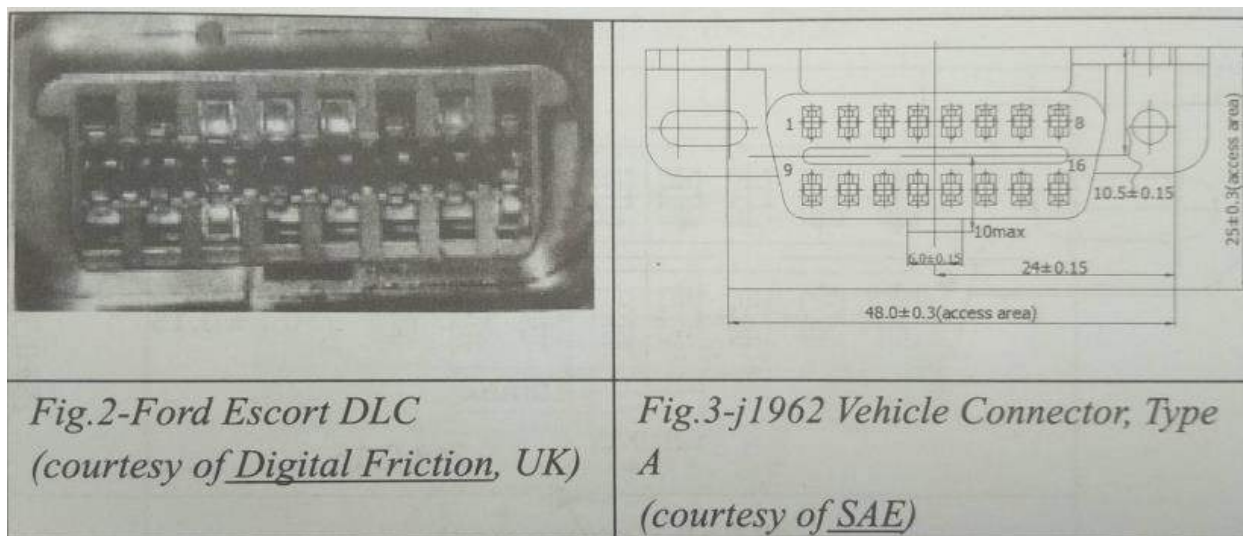 1
8
9
16
10.5±0.15
25±0.3(access area)
10max
6.0±0.15
24±0.15
48.0±0.3(access area)
Fig.2-Ford Escort DLC
(courtesy of Digital Friction, UK)
Fig.3-j1962 Vehicle Connector, Type
A
(courtesy of SAE)